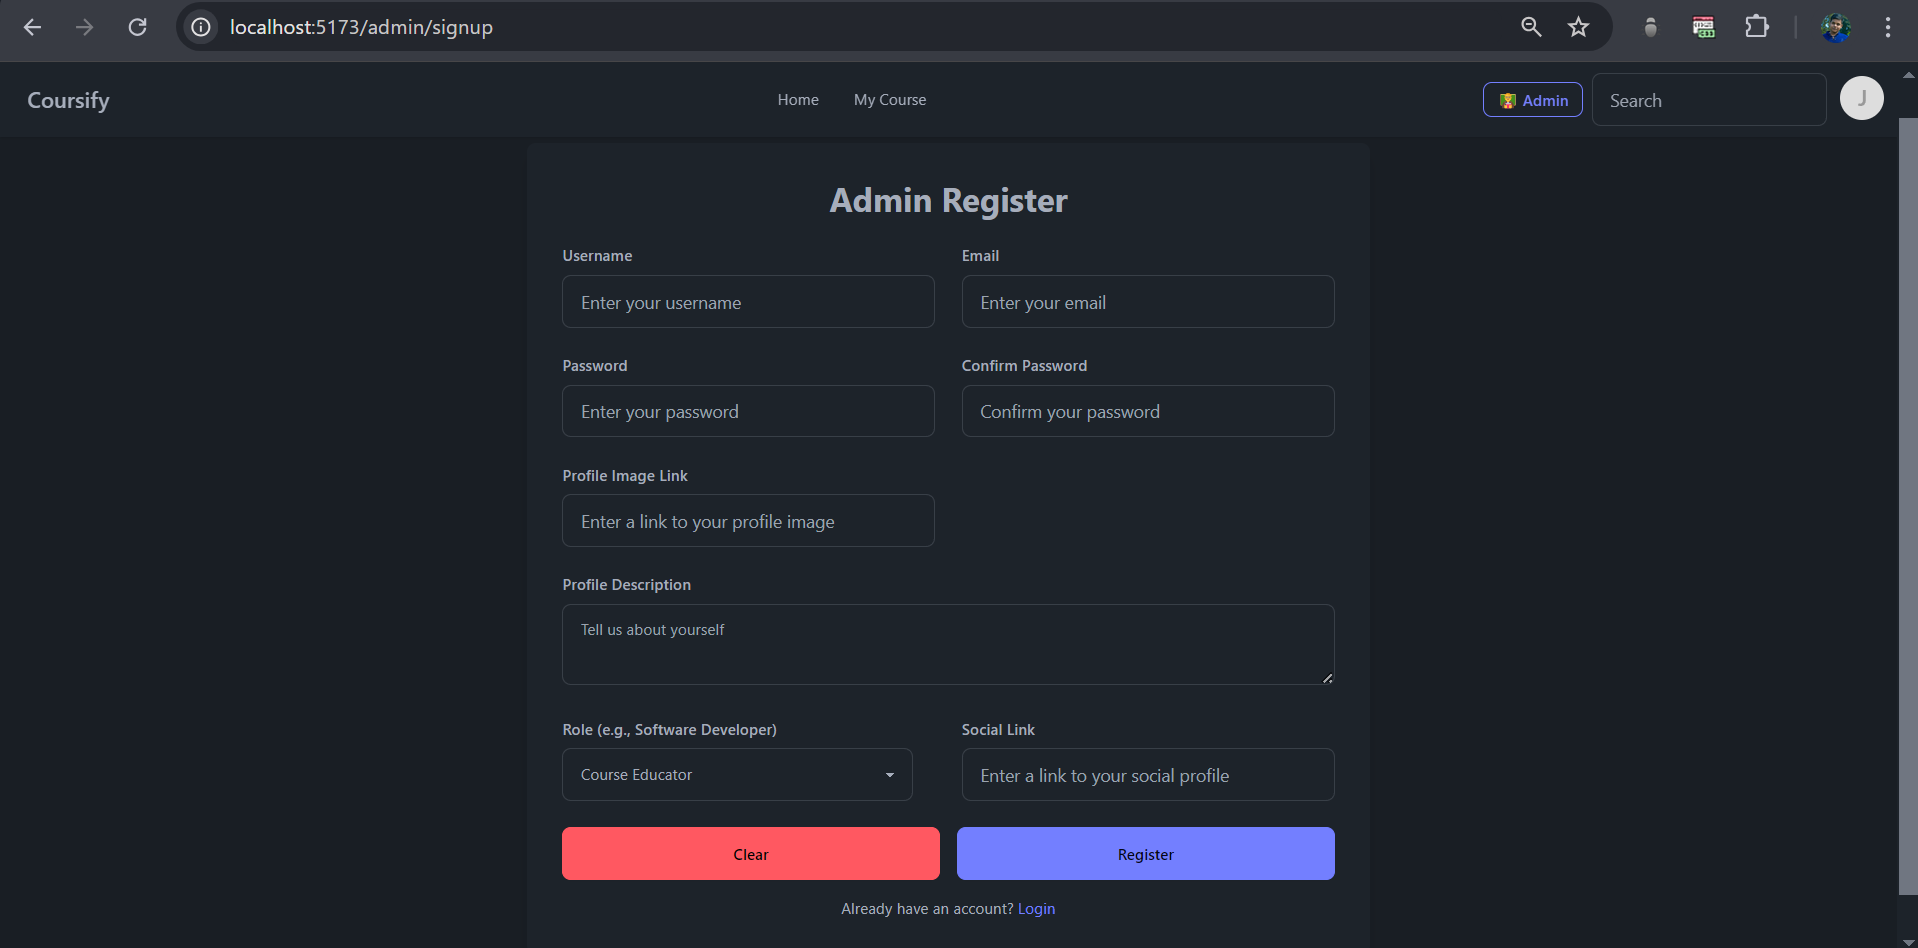 localhost:5173/admin/signup
Coursify
Home
My Course
Admin
Search
J
Admin Register
Username
Email
Enter your username
Enter your email
Password
Confirm Password
Enter your password
Confirm your password
Profile Image Link
Enter a link to your profile image
Profile Description
Tell us about yourself
Role (e.g., Software Developer)
Social Link
Course Educator
Enter a link to your social profile
Clear
Register
Already have an account? Login